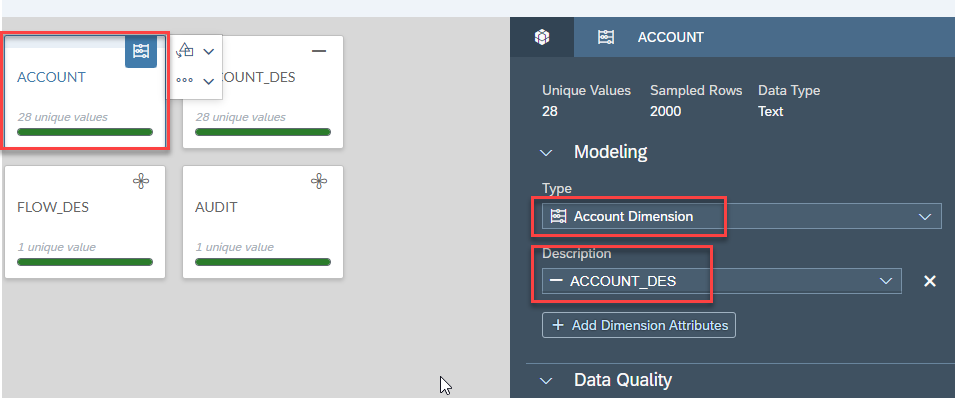 ACCOUNT
28 unique values
COUNT_DES
28 unique values
FLOW_DES
1 unique value
AUDIT
1 unique value
ACCOUNT
Unique Values Sampled Rows Data Type
28 2000 Text
Modeling
Type
Account Dimension
Description
ACCOUNT_DES
+ Add Dimension Attributes
Data Quality